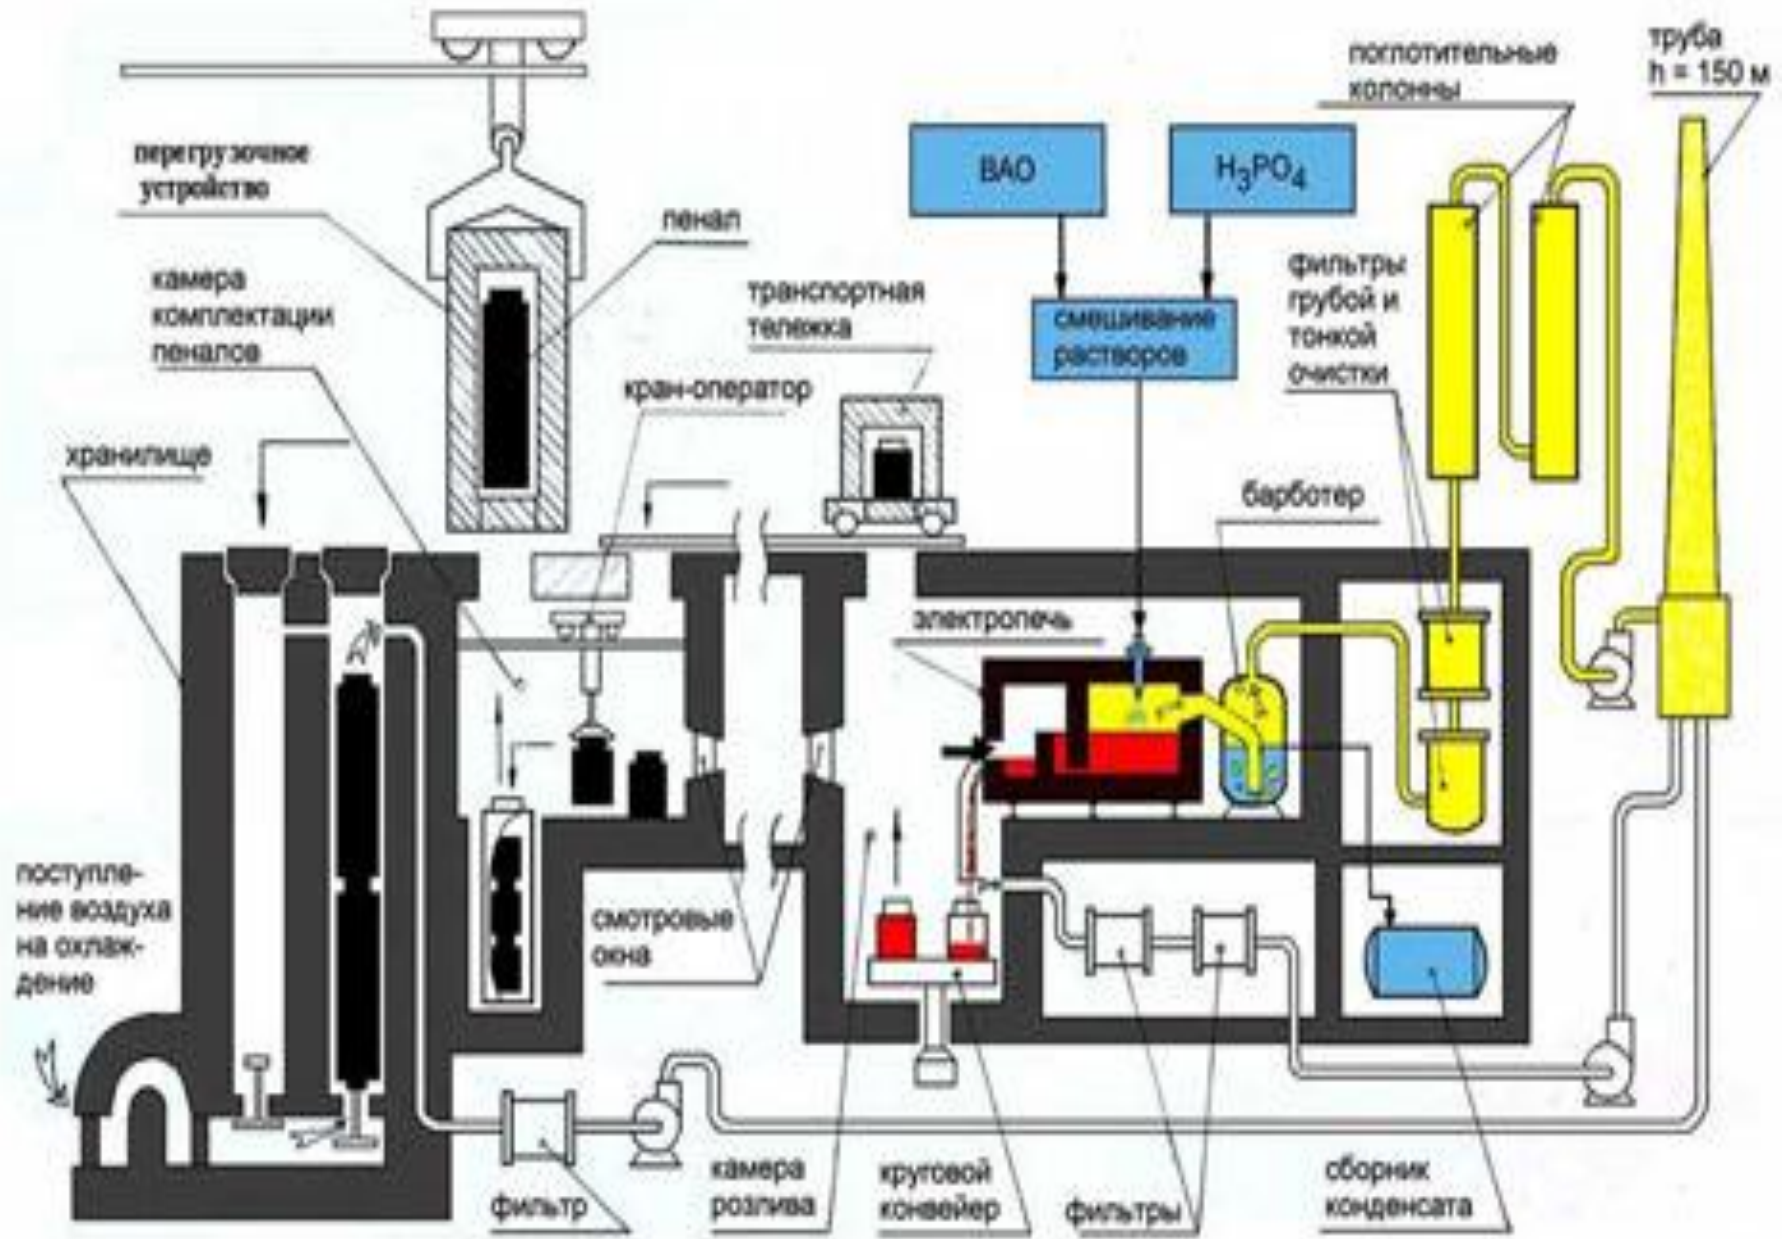 труба
h = 150 м
поглотительные
колонны
перегрузочное
устройство
ВАО
H₃PO₄
пенал
камера
комплектации
пеналов
транспортная
тележка
фильтры
грубой и
тонкой
очистки
смешивание
растворов
кран-оператор
хранилище
барботер
электропечь
поступле-
ние воздуха
на охлаж-
дение
смотровые
окна
фильтр
камера
розлива
круговой
конвейер
фильтры
сборник
конденсата